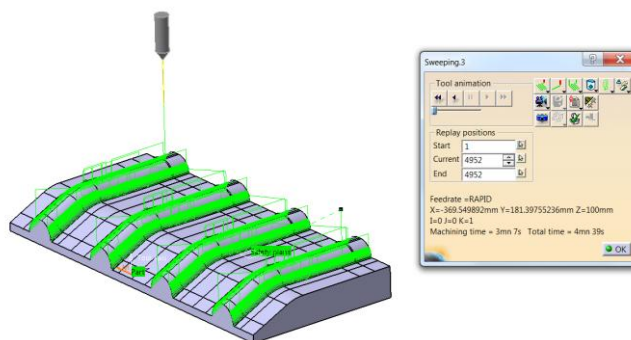 Sweeping.3
Tool animation
Replay positions
Start 1
Current 4952
End 4952
Feedrate =RAPID
X=-369.549892mm Y=181.39755236mm Z=100mm
I=0 J=0 K=1
Machining time = 3mn 7s Total time = 4mn 39s
OK